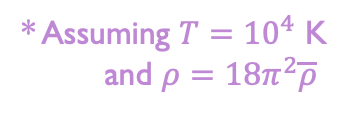 * Assuming T = 10⁴ K
and ρ = 18π²ρ̅